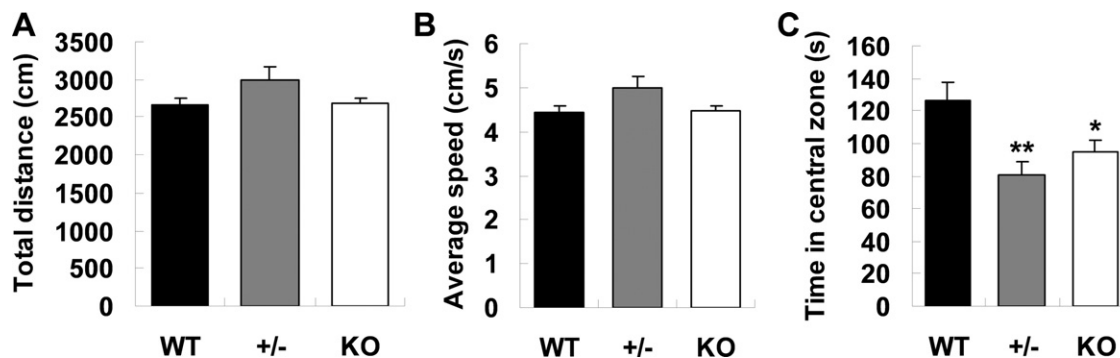 A
Total distance (cm)
3500
3000
2500
2000
1500
1000
500
0
WT +/- KO
B
Average speed (cm/s)
6
5
4
3
2
1
0
WT +/- KO
C
Time in central zone (s)
160
140
120
100
80
60
40
20
0
**
*
WT +/- KO